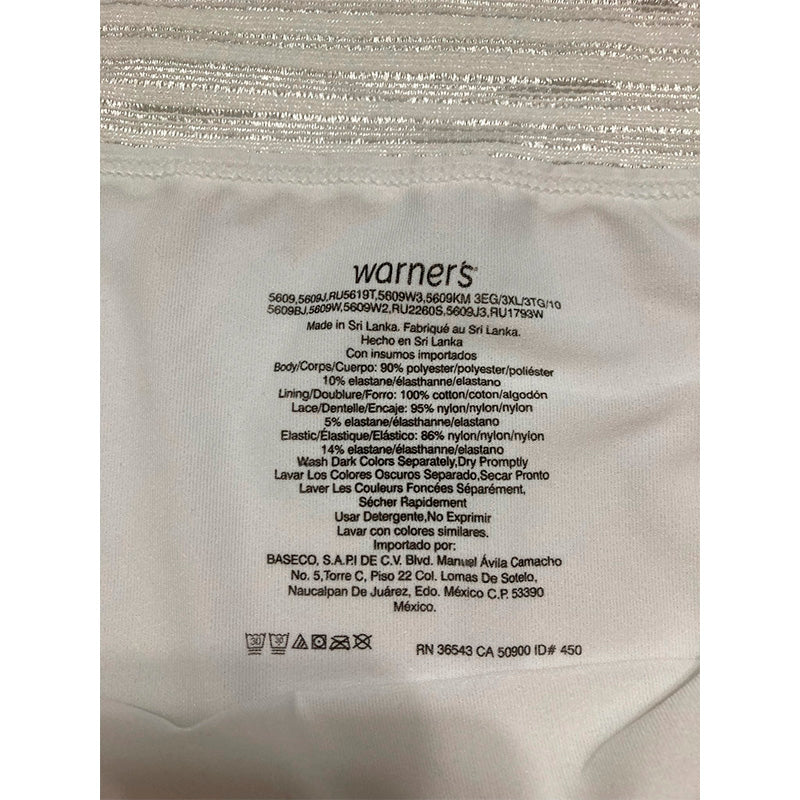 warner's
5609,5609J,RU5619T,5609W3,5609KM 3EG/3XL/3TG/10
5609BJ,5609W,5609W2,RU2260S,5609J3,RU1793W
Made in Sri Lanka. Fabriqué au Sri Lanka.
Hecho en Sri Lanka
Con insumos importados
Body/Corps/Cuerpo: 90% polyester/polyester/poliéster
10% elastane/élasthanne/elastano
Lining/Doublure/Forro: 100% cotton/coton/algodón
Lace/Dentelle/Encaje: 95% nylon/nylon/nylon
5% elastane/élasthanne/elastano
Elastic/Élastique/Elástico: 86% nylon/nylon/nylon
14% elastane/élasthanne/elastano
Wash Dark Colors Separately,Dry Promptly
Lavar Los Colores Oscuros Separado,Secar Pronto
Laver Les Couleurs Foncées Séparément,
Sécher Rapidement
Usar Detergente,No Exprimir
Lavar con colores similares.
Importado por:
BASECO, S.A.P.I DE C.V. Blvd. Manuel Ávila Camacho
No. 5,Torre C, Piso 22 Col. Lomas De Sotelo,
Naucalpan De Juárez, Edo. México C.P. 53390
México.
30 RN 36543 CA 50900 ID# 450